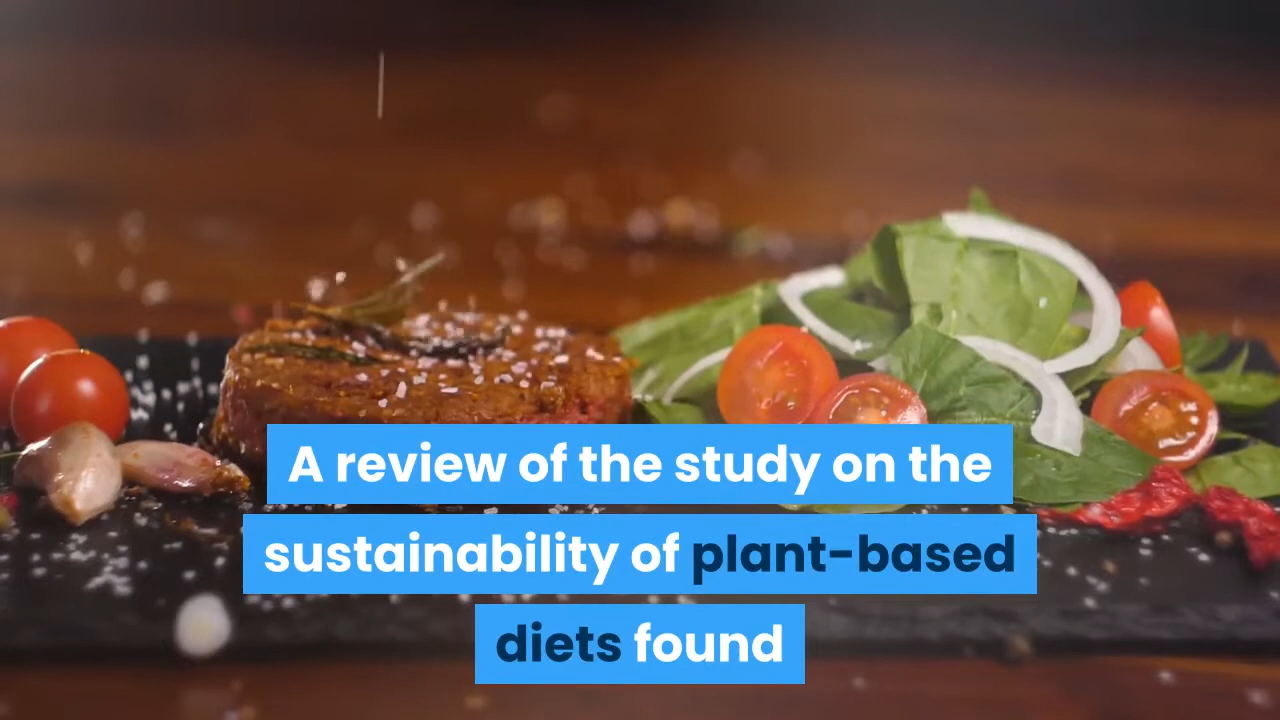 A review of the study on the
sustainability of plant-based
diets found